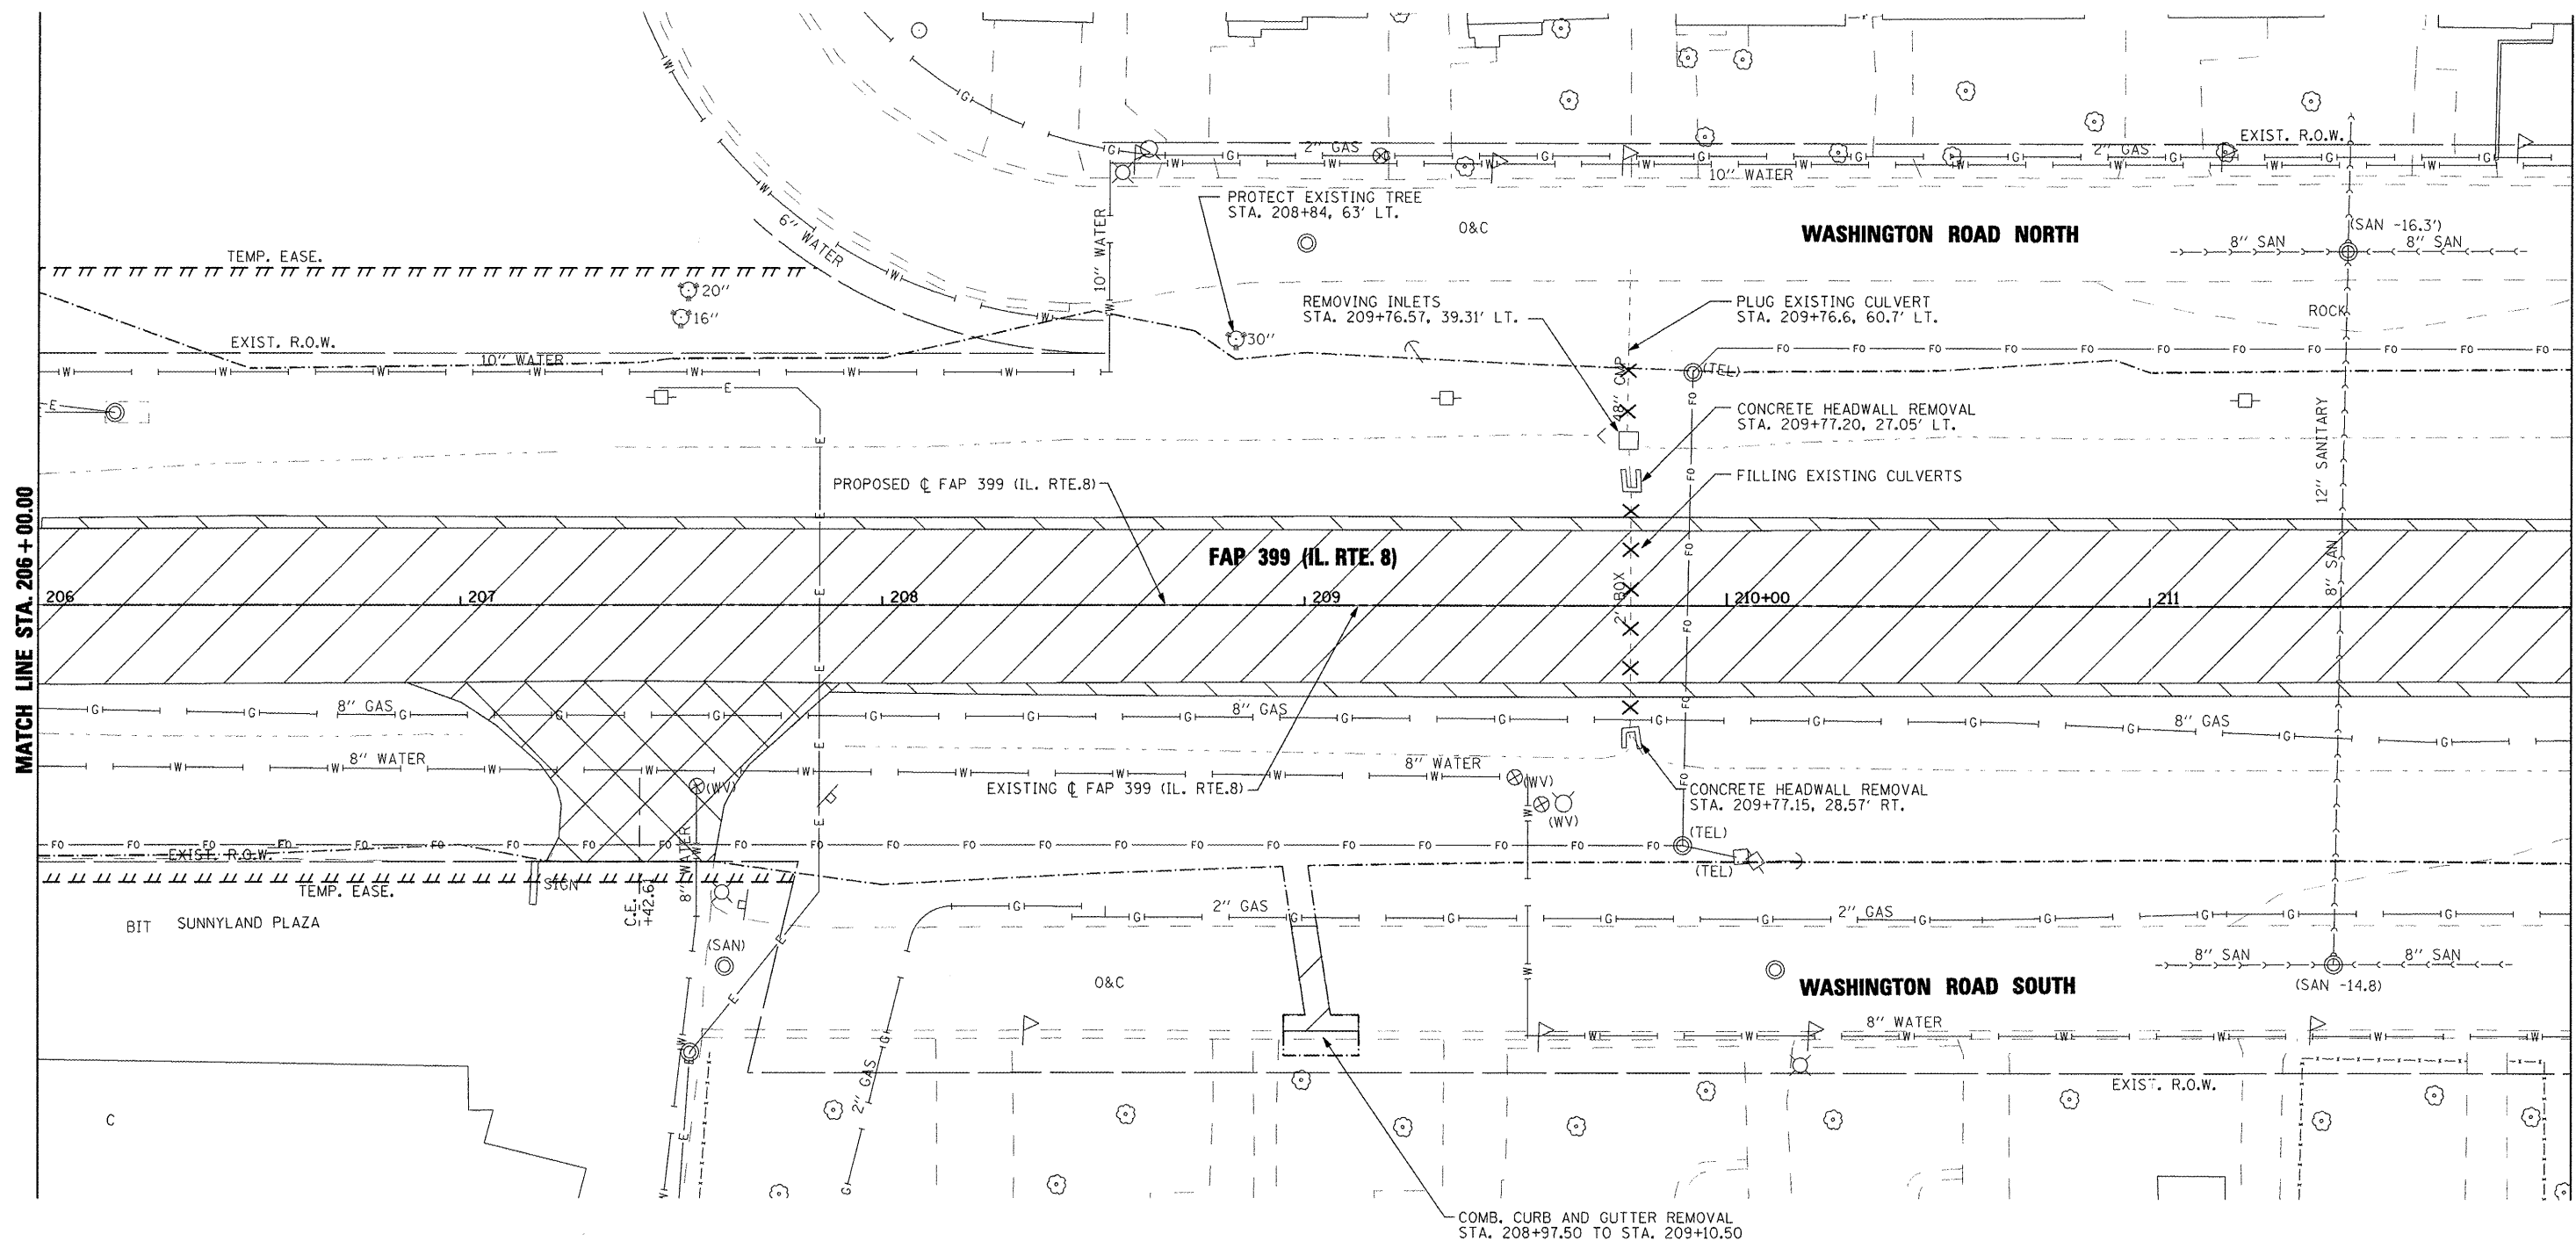 EXIST. R.O.W.
2" GAS
2" GAS
10" WATER
PROTECT EXISTING TREE
STA. 208+84, 63' LT.
O&C
WASHINGTON ROAD NORTH
(SAN -16.3')
8" SAN
8" SAN
6" WATER
10" WATER
TEMP. EASE.
20"
16"
REMOVING INLETS
STA. 209+76.57, 39.31' LT.
PLUG EXISTING CULVERT
STA. 209+76.6, 60.7' LT.
ROCK
30"
EXIST. R.O.W.
10" WATER
48" CMP
(TEL)
CONCRETE HEADWALL REMOVAL
STA. 209+77.20, 27.05' LT.
12" SANITARY
PROPOSED ℄ FAP 399 (IL. RTE.8)
FILLING EXISTING CULVERTS
MATCH LINE STA. 206+00.00
FAP 399 (IL. RTE. 8)
2' BOX
8" SAN
206
207
208
209
210+00
211
8" GAS
8" GAS
8" GAS
8" WATER
8" WATER
(WV)
(WV)
(WV)
EXISTING ℄ FAP 399 (IL. RTE.8)
CONCRETE HEADWALL REMOVAL
STA. 209+77.15, 28.57' RT.
(TEL)
(TEL)
EXIST. R.O.W.
TEMP. EASE.
SIGN
C.E.
+42.61
8" WATER
BIT
SUNNYLAND PLAZA
2" GAS
2" GAS
(SAN)
O&C
8" SAN
8" SAN
WASHINGTON ROAD SOUTH
(SAN -14.8)
8" WATER
2" GAS
EXIST. R.O.W.
C
COMB. CURB AND GUTTER REMOVAL
STA. 208+97.50 TO STA. 209+10.50